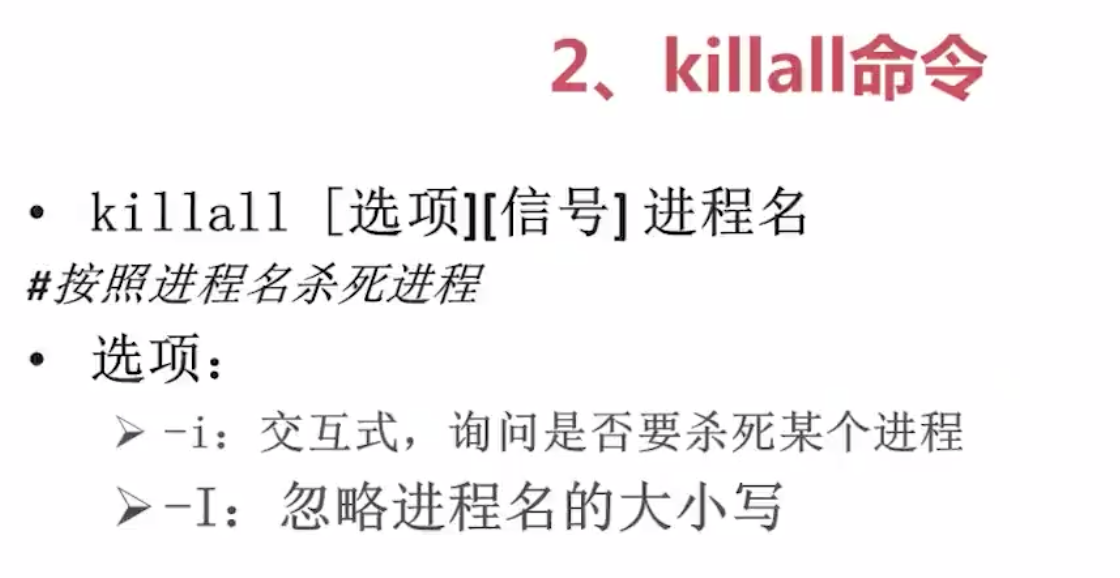 2、killall命令
• killall [选项][信号] 进程名
#按照进程名杀死进程
• 选项：
➢ -i：交互式，询问是否要杀死某个进程
➢ -I：忽略进程名的大小写